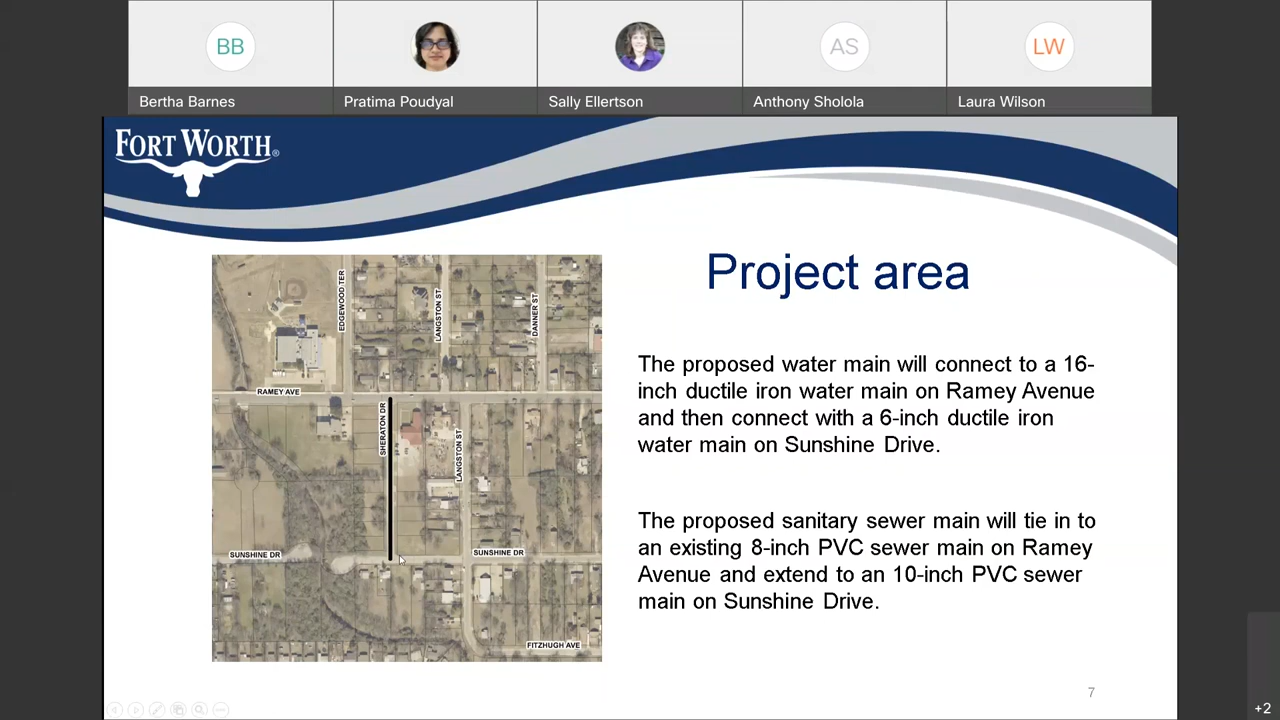 BB
AS
LW
Bertha Barnes
Pratima Poudyal
Sally Ellertson
Anthony Sholola
Laura Wilson
FORT WORTH®
Project area
EDGEWOOD TER
LANGSTON ST
DANNER ST
RAMEY AVE
SHERATON DR
LANGSTON ST
SUNSHINE DR
SUNSHINE DR
FITZHUGH AVE
The proposed water main will connect to a 16-
inch ductile iron water main on Ramey Avenue
and then connect with a 6-inch ductile iron
water main on Sunshine Drive.
The proposed sanitary sewer main will tie in to
an existing 8-inch PVC sewer main on Ramey
Avenue and extend to an 10-inch PVC sewer
main on Sunshine Drive.
7
+2